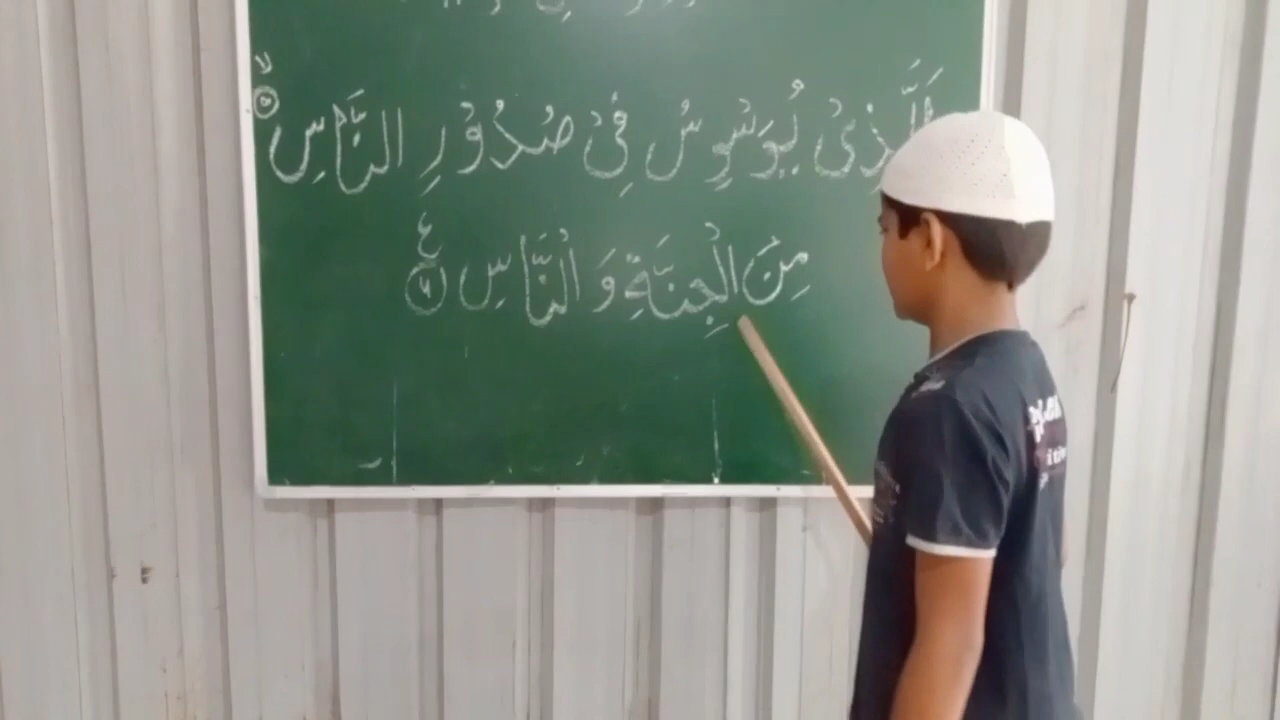 الَّذِىْ يُوَسْوِسُ فِىْ صُدُوْرِ النَّاسِ ۙ﴿۵﴾
مِنَ الْجِنَّةِ وَ النَّاسِ ﴿۶﴾ ع